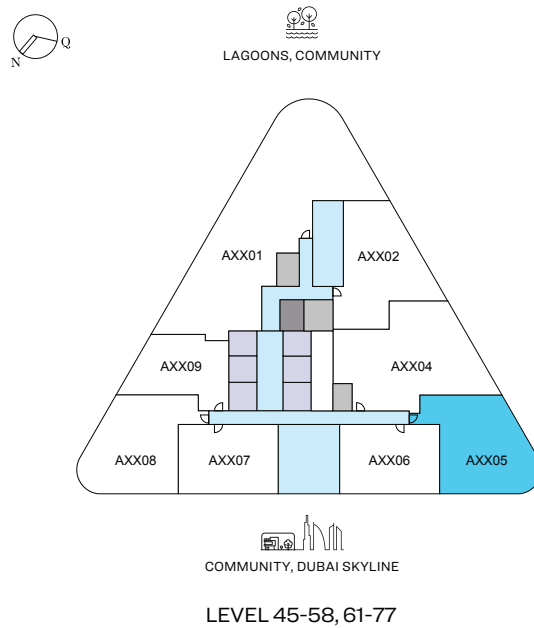 N
Q
LAGOONS, COMMUNITY
AXX01
AXX02
AXX09
AXX04
AXX08
AXX07
AXX06
AXX05
COMMUNITY, DUBAI SKYLINE
LEVEL 45-58, 61-77